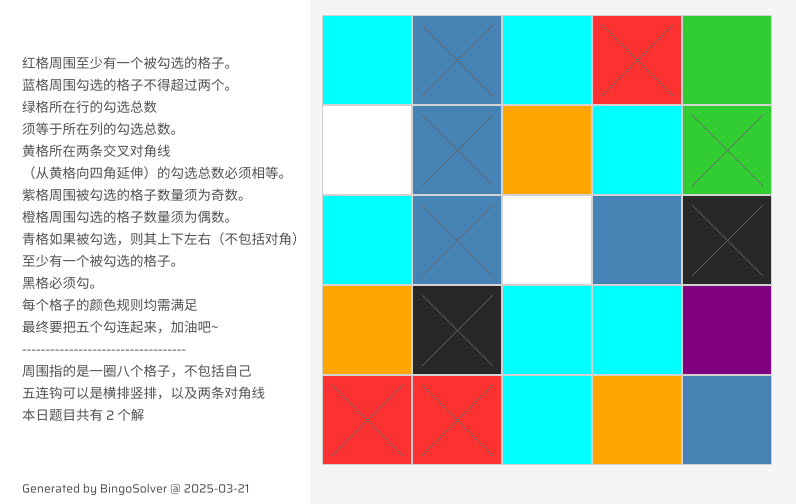 红格周围至少有一个被勾选的格子。
蓝格周围勾选的格子不得超过两个。
绿格所在行的勾选总数
须等于所在列的勾选总数。
黄格所在两条交叉对角线
（从黄格向四角延伸）的勾选总数必须相等。
紫格周围被勾选的格子数量须为奇数。
橙格周围勾选的格子数量须为偶数。
青格如果被勾选，则其上下左右（不包括对角）
至少有一个被勾选的格子。
黑格必须勾。
每个格子的颜色规则均需满足
最终要把五个勾连起来，加油吧~
-----------------------------------
周围指的是一圈八个格子，不包括自己
五连钩可以是横排竖排，以及两条对角线
本日题目共有 2 个解
Generated by BingoSolver @ 2025-03-21